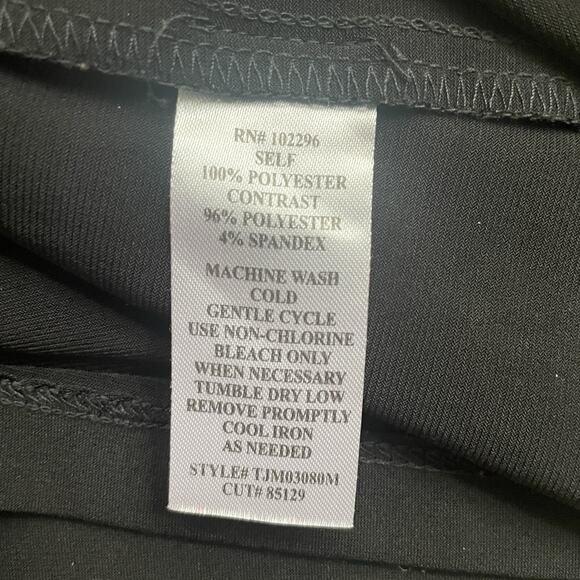 RN# 102296
SELF
100% POLYESTER
CONTRAST
96% POLYESTER
4% SPANDEX
MACHINE WASH
COLD
GENTLE CYCLE
USE NON-CHLORINE
BLEACH ONLY
WHEN NECESSARY
TUMBLE DRY LOW
REMOVE PROMPTLY
COOL IRON
AS NEEDED
STYLE# TJM03080M
CUT# 85129